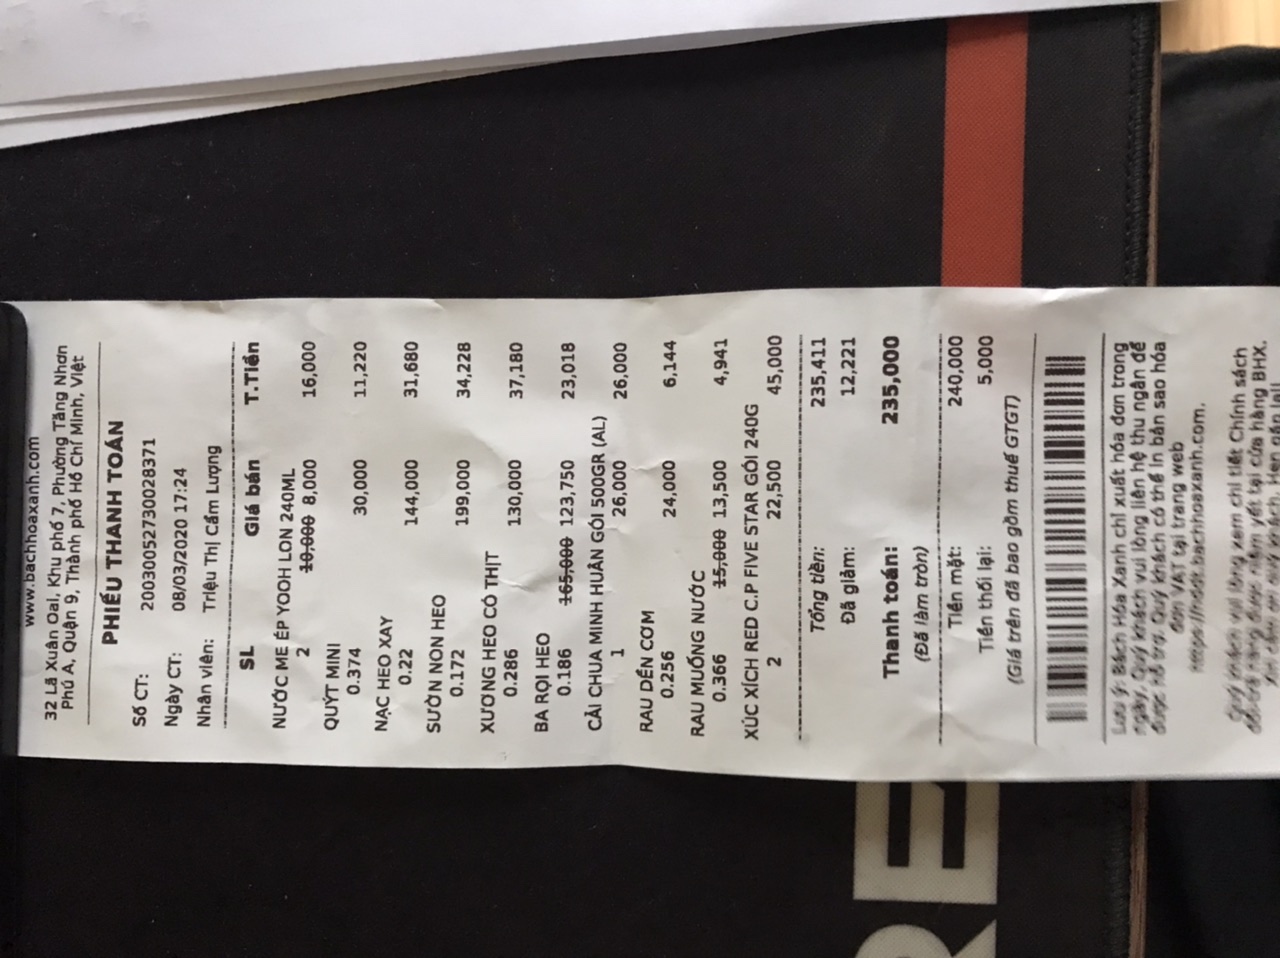 www.bachhoaxanh.com
32 Lã Xuân Oai, Khu phố 7, Phường Tăng Nhơn
Phú A, Quận 9, Thành phố Hồ Chí Minh, Việt
PHIẾU THANH TOÁN
Số CT: 20030052730028371
Ngày CT: 08/03/2020 17:24
Nhân viên: Triệu Thị Cẩm Lượng
SL Giá bán T.Tiền
NƯỚC ME ÉP YOOH LON 240ML
2 10,000 8,000 16,000
QUÝT MINI
0.374 30,000 11,220
NẠC HEO XAY
0.22 144,000 31,680
SƯỜN NON HEO
0.172 199,000 34,228
XƯƠNG HEO CÓ THỊT
0.286 130,000 37,180
BA RỌI HEO
0.186 165,000 123,750 23,018
CẢI CHUA MINH HUÂN GÓI 500GR (AL)
1 26,000 26,000
RAU DỀN CƠM
0.256 24,000 6,144
RAU MUỐNG NƯỚC
0.366 15,000 13,500 4,941
XÚC XÍCH RED C.P FIVE STAR GÓI 240G
2 22,500 45,000
Tổng tiền: 235,411
Đã giảm: 12,221
Thanh toán: 235,000
(Đã làm tròn)
Tiền mặt: 240,000
Tiền thối lại: 5,000
(Giá trên đã bao gồm thuế GTGT)
Lưu ý: Bách Hóa Xanh chỉ xuất hóa đơn trong
ngày, Quý khách vui lòng liên hệ thu ngân để
được hỗ trợ. Quý khách có thể in bản sao hóa
đơn VAT tại trang web
bachhoaxanh.com.
Quý khách vui lòng xem chi tiết Chính sách
đổi trả hàng được niêm yết tại cửa hàng BHX.
RE